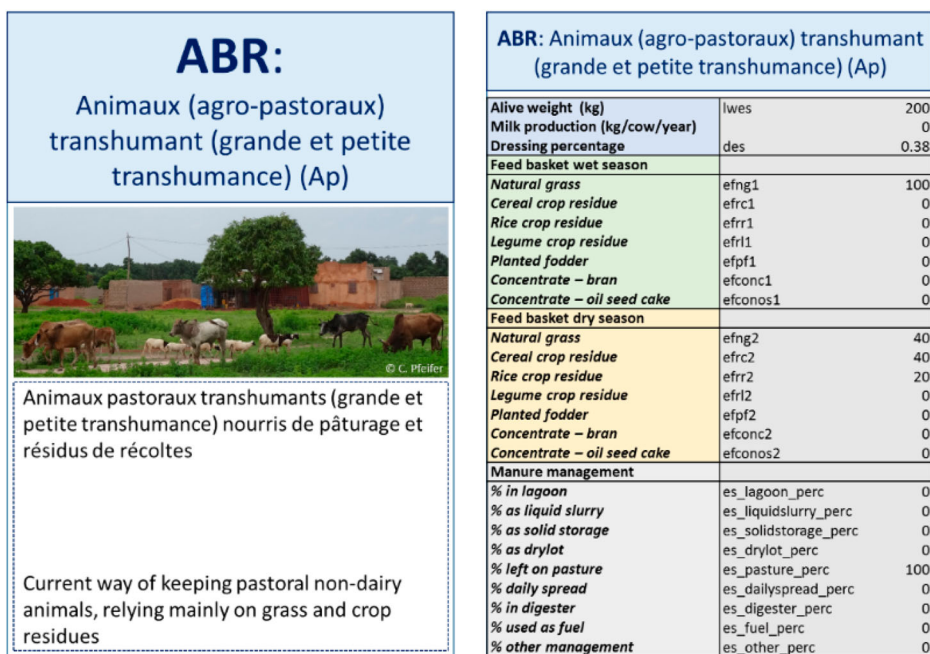 ABR:
Animaux (agro-pastoraux)
transhumant (grande et petite
transhumance) (Ap)
© C. Pfeifer
Animaux pastoraux transhumants (grande et
petite transhumance) nourris de pâturage et
résidus de récoltes
Current way of keeping pastoral non-dairy
animals, relying mainly on grass and crop
residues
ABR: Animaux (agro-pastoraux) transhumant
(grande et petite transhumance) (Ap)
Alive weight (kg) lwes 200
Milk production (kg/cow/year) 0
Dressing percentage des 0.38
Feed basket wet season
Natural grass efng1 100
Cereal crop residue efrc1 0
Rice crop residue efrr1 0
Legume crop residue efrl1 0
Planted fodder efpf1 0
Concentrate – bran efconc1 0
Concentrate – oil seed cake efconos1 0
Feed basket dry season
Natural grass efng2 40
Cereal crop residue efrc2 40
Rice crop residue efrr2 20
Legume crop residue efrl2 0
Planted fodder efpf2 0
Concentrate – bran efconc2 0
Concentrate – oil seed cake efconos2 0
Manure management
% in lagoon es_lagoon_perc 0
% as liquid slurry es_liquidslurry_perc 0
% as solid storage es_solidstorage_perc 0
% as drylot es_drylot_perc 0
% left on pasture es_pasture_perc 100
% daily spread es_dailyspread_perc 0
% in digester es_digester_perc 0
% used as fuel es_fuel_perc 0
% other management es_other_perc 0